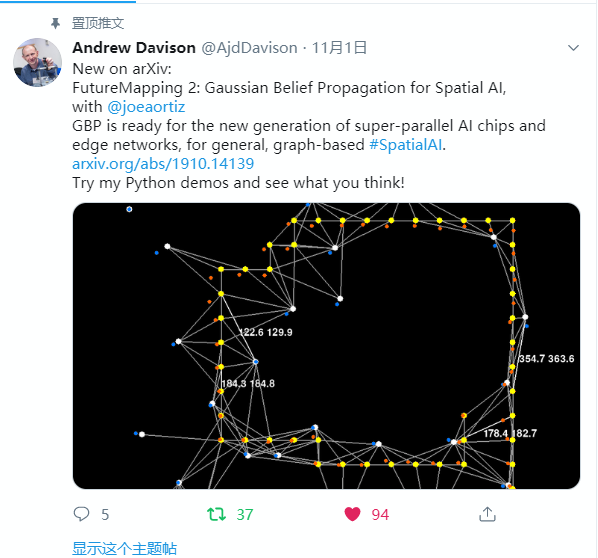 置顶推文
Andrew Davison @AjdDavison · 11月1日
New on arXiv:
FutureMapping 2: Gaussian Belief Propagation for Spatial AI,
with @joeaortiz
GBP is ready for the new generation of super-parallel AI chips and
edge networks, for general, graph-based #SpatialAI.
arxiv.org/abs/1910.14139
Try my Python demos and see what you think!
122.6 129.9
354.7 363.6
184.3 184.8
178.4 182.7
5
37
94
显示这个主题帖